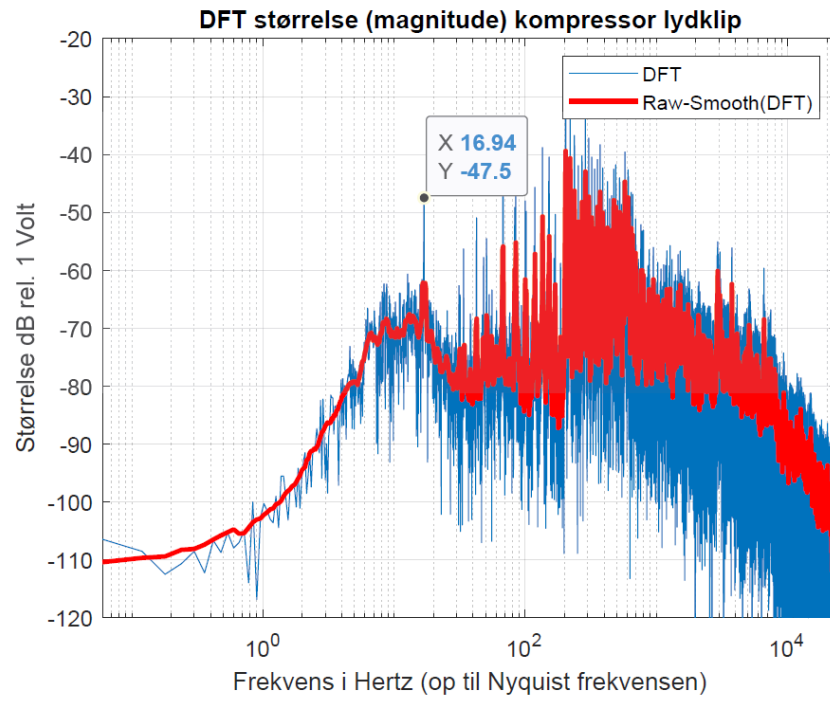 DFT størrelse (magnitude) kompressor lydklip
-20
-30
-40
-50
-60
-70
-80
-90
-100
-110
-120
Størrelse dB rel. 1 Volt
DFT
Raw-Smooth(DFT)
X 16.94
Y -47.5
10^0
10^2
10^4
Frekvens i Hertz (op til Nyquist frekvensen)